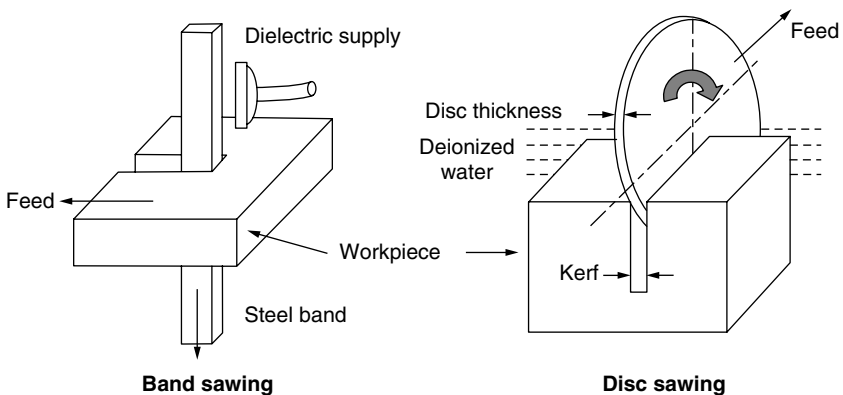 Dielectric supply
Feed
Workpiece
Steel band
Band sawing
Feed
Disc thickness
Deionized
water
Kerf
Disc sawing